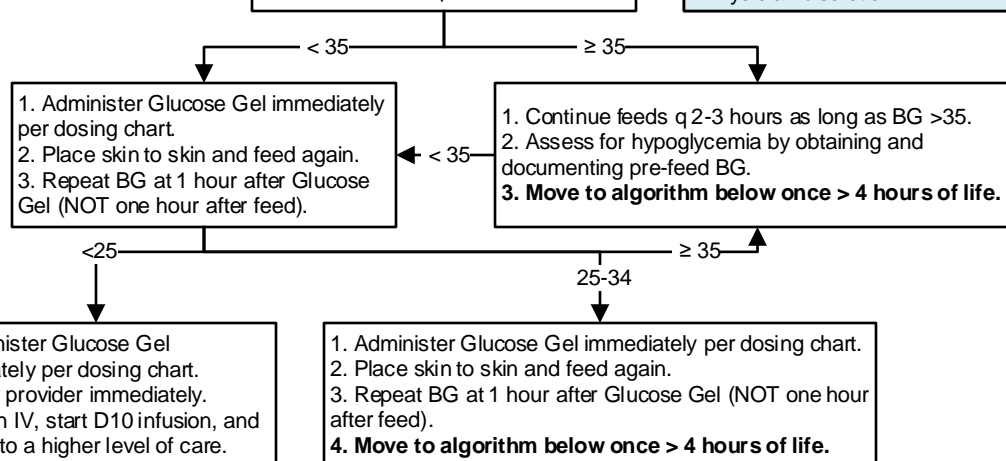 < 35
≥ 35
1. Administer Glucose Gel immediately
per dosing chart.
2. Place skin to skin and feed again.
3. Repeat BG at 1 hour after Glucose
Gel (NOT one hour after feed).
< 35
1. Continue feeds q 2-3 hours as long as BG >35.
2. Assess for hypoglycemia by obtaining and
documenting pre-feed BG.
3. Move to algorithm below once > 4 hours of life.
<25
≥ 35
25-34
Glucose Gel
per dosing chart.
provider immediately.
IV, start D10 infusion, and
to a higher level of care.
1. Administer Glucose Gel immediately per dosing chart.
2. Place skin to skin and feed again.
3. Repeat BG at 1 hour after Glucose Gel (NOT one hour
after feed).
4. Move to algorithm below once > 4 hours of life.